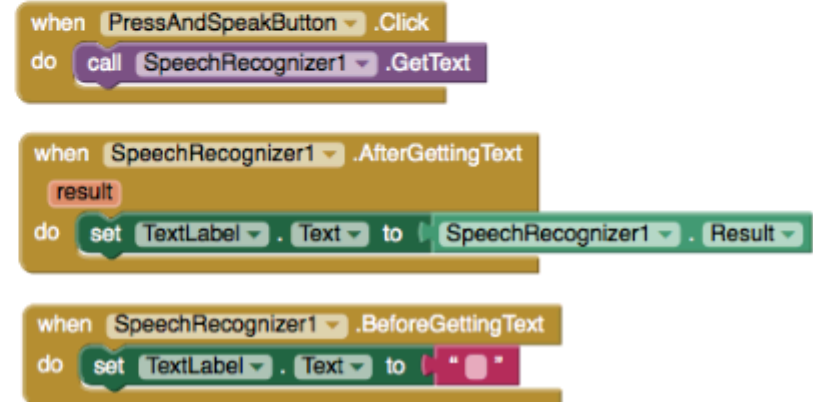 when PressAndSpeakButton .Click
do call SpeechRecognizer1 .GetText
when SpeechRecognizer1 .AfterGettingText
result
do set TextLabel . Text to SpeechRecognizer1 . Result
when SpeechRecognizer1 .BeforeGettingText
do set TextLabel . Text to “ ”